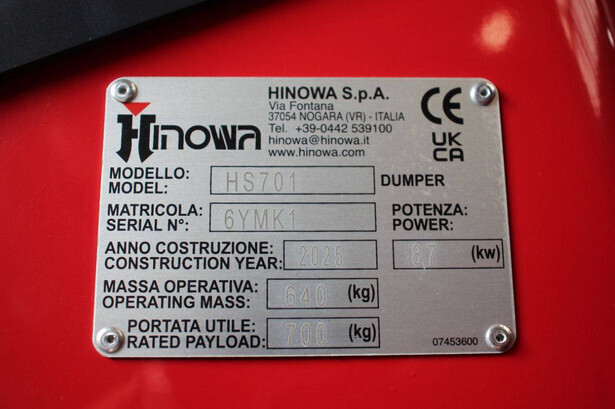 HINOWA S.p.A.
Via Fontana
37054 NOGARA (VR) - ITALIA
Tel. +39-0442 539100
hinowa@hinowa.it
www.hinowa.com
HINOWA
CE
UK
CA
MODELLO:
MODEL: HS701 DUMPER
MATRICOLA:
SERIAL N°: 6YMK1
POTENZA:
POWER:
ANNO COSTRUZIONE:
CONSTRUCTION YEAR: 2025
8,7 (kw)
MASSA OPERATIVA:
OPERATING MASS: 640 (kg)
PORTATA UTILE:
RATED PAYLOAD: 700 (kg)
07453600